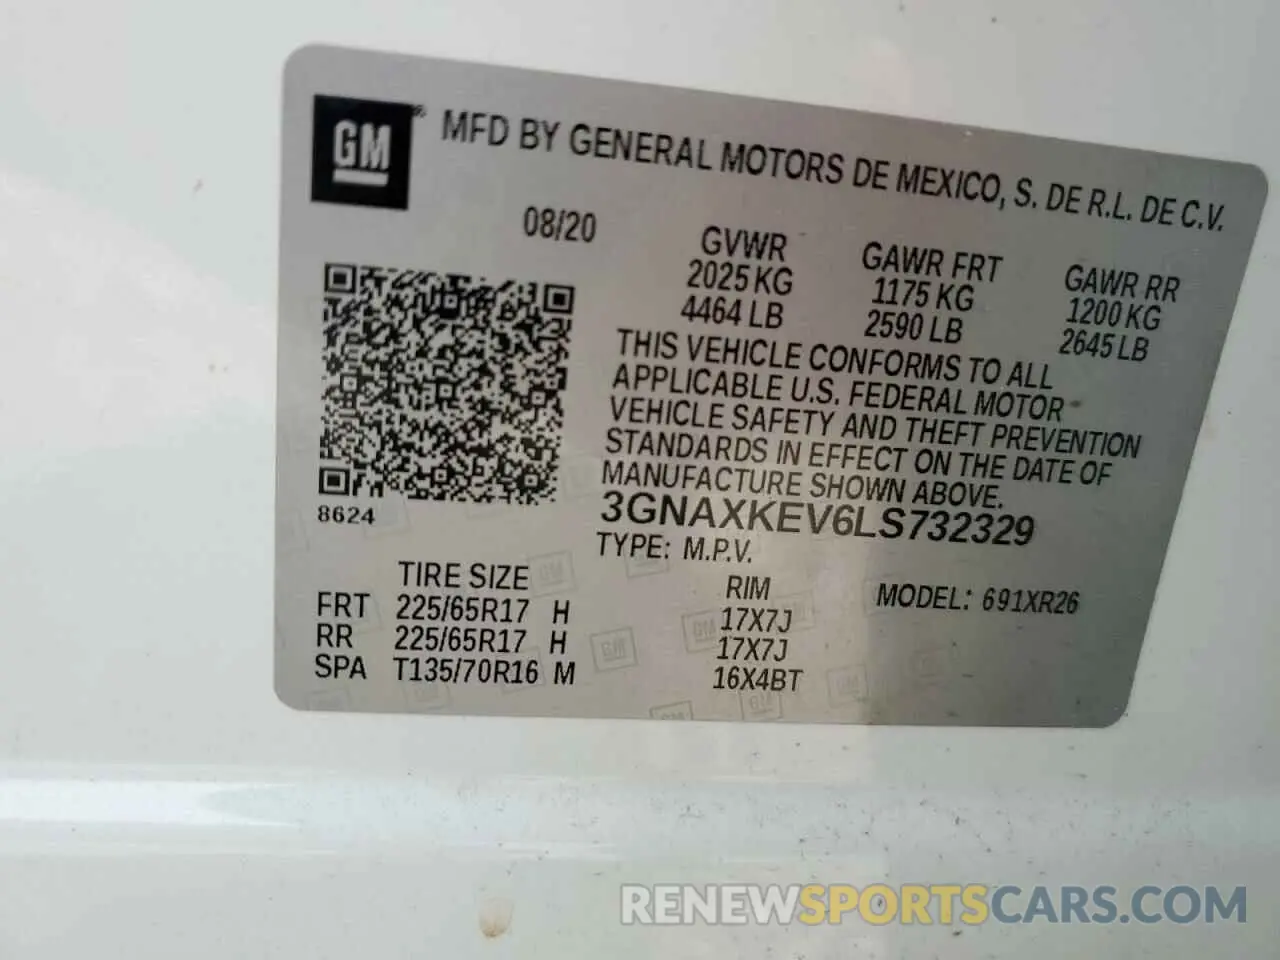 GM® MFD BY GENERAL MOTORS DE MEXICO, S. DE R.L. DE C.V.
08/20 GVWR GAWR FRT GAWR RR
2025 KG 1175 KG 1200 KG
4464 LB 2590 LB 2645 LB
THIS VEHICLE CONFORMS TO ALL
APPLICABLE U.S. FEDERAL MOTOR
VEHICLE SAFETY AND THEFT PREVENTION
STANDARDS IN EFFECT ON THE DATE OF
MANUFACTURE SHOWN ABOVE.
8624
3GNAXKEV6LS732329
TYPE: M.P.V.
TIRE SIZE RIM MODEL: 691XR26
FRT 225/65R17 H 17X7J
RR 225/65R17 H 17X7J
SPA T135/70R16 M 16X4BT
RENEWSPORTSCARS.COM